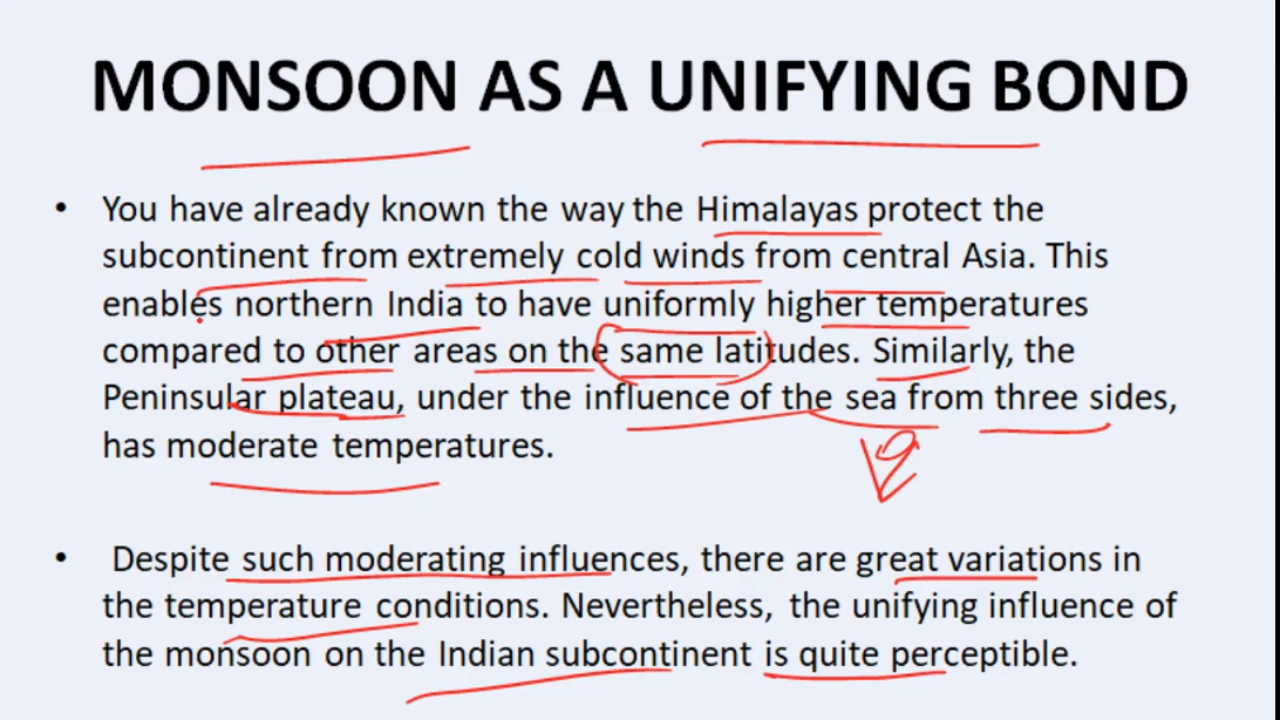 MONSOON AS A UNIFYING BOND
• You have already known the way the Himalayas protect the
subcontinent from extremely cold winds from central Asia. This
enables northern India to have uniformly higher temperatures
compared to other areas on the same latitudes. Similarly, the
Peninsular plateau, under the influence of the sea from three sides,
has moderate temperatures.
• Despite such moderating influences, there are great variations in
the temperature conditions. Nevertheless, the unifying influence of
the monsoon on the Indian subcontinent is quite perceptible.